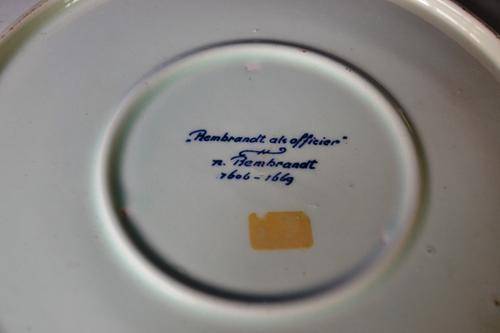 „Rembrandt als officier"
n. Rembrandt
1606 - 1669